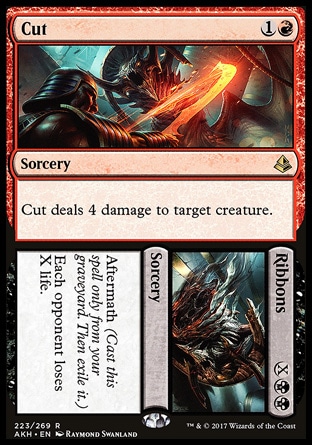 Cut 1
Sorcery
Cut deals 4 damage to target creature.
Ribbons X
Sorcery
Aftermath (Cast this
spell only from your
graveyard. Then exile it.)
Each opponent loses
X life.
223/269 R
AKH • EN RAYMOND SWANLAND
™ & © 2017 Wizards of the Coast